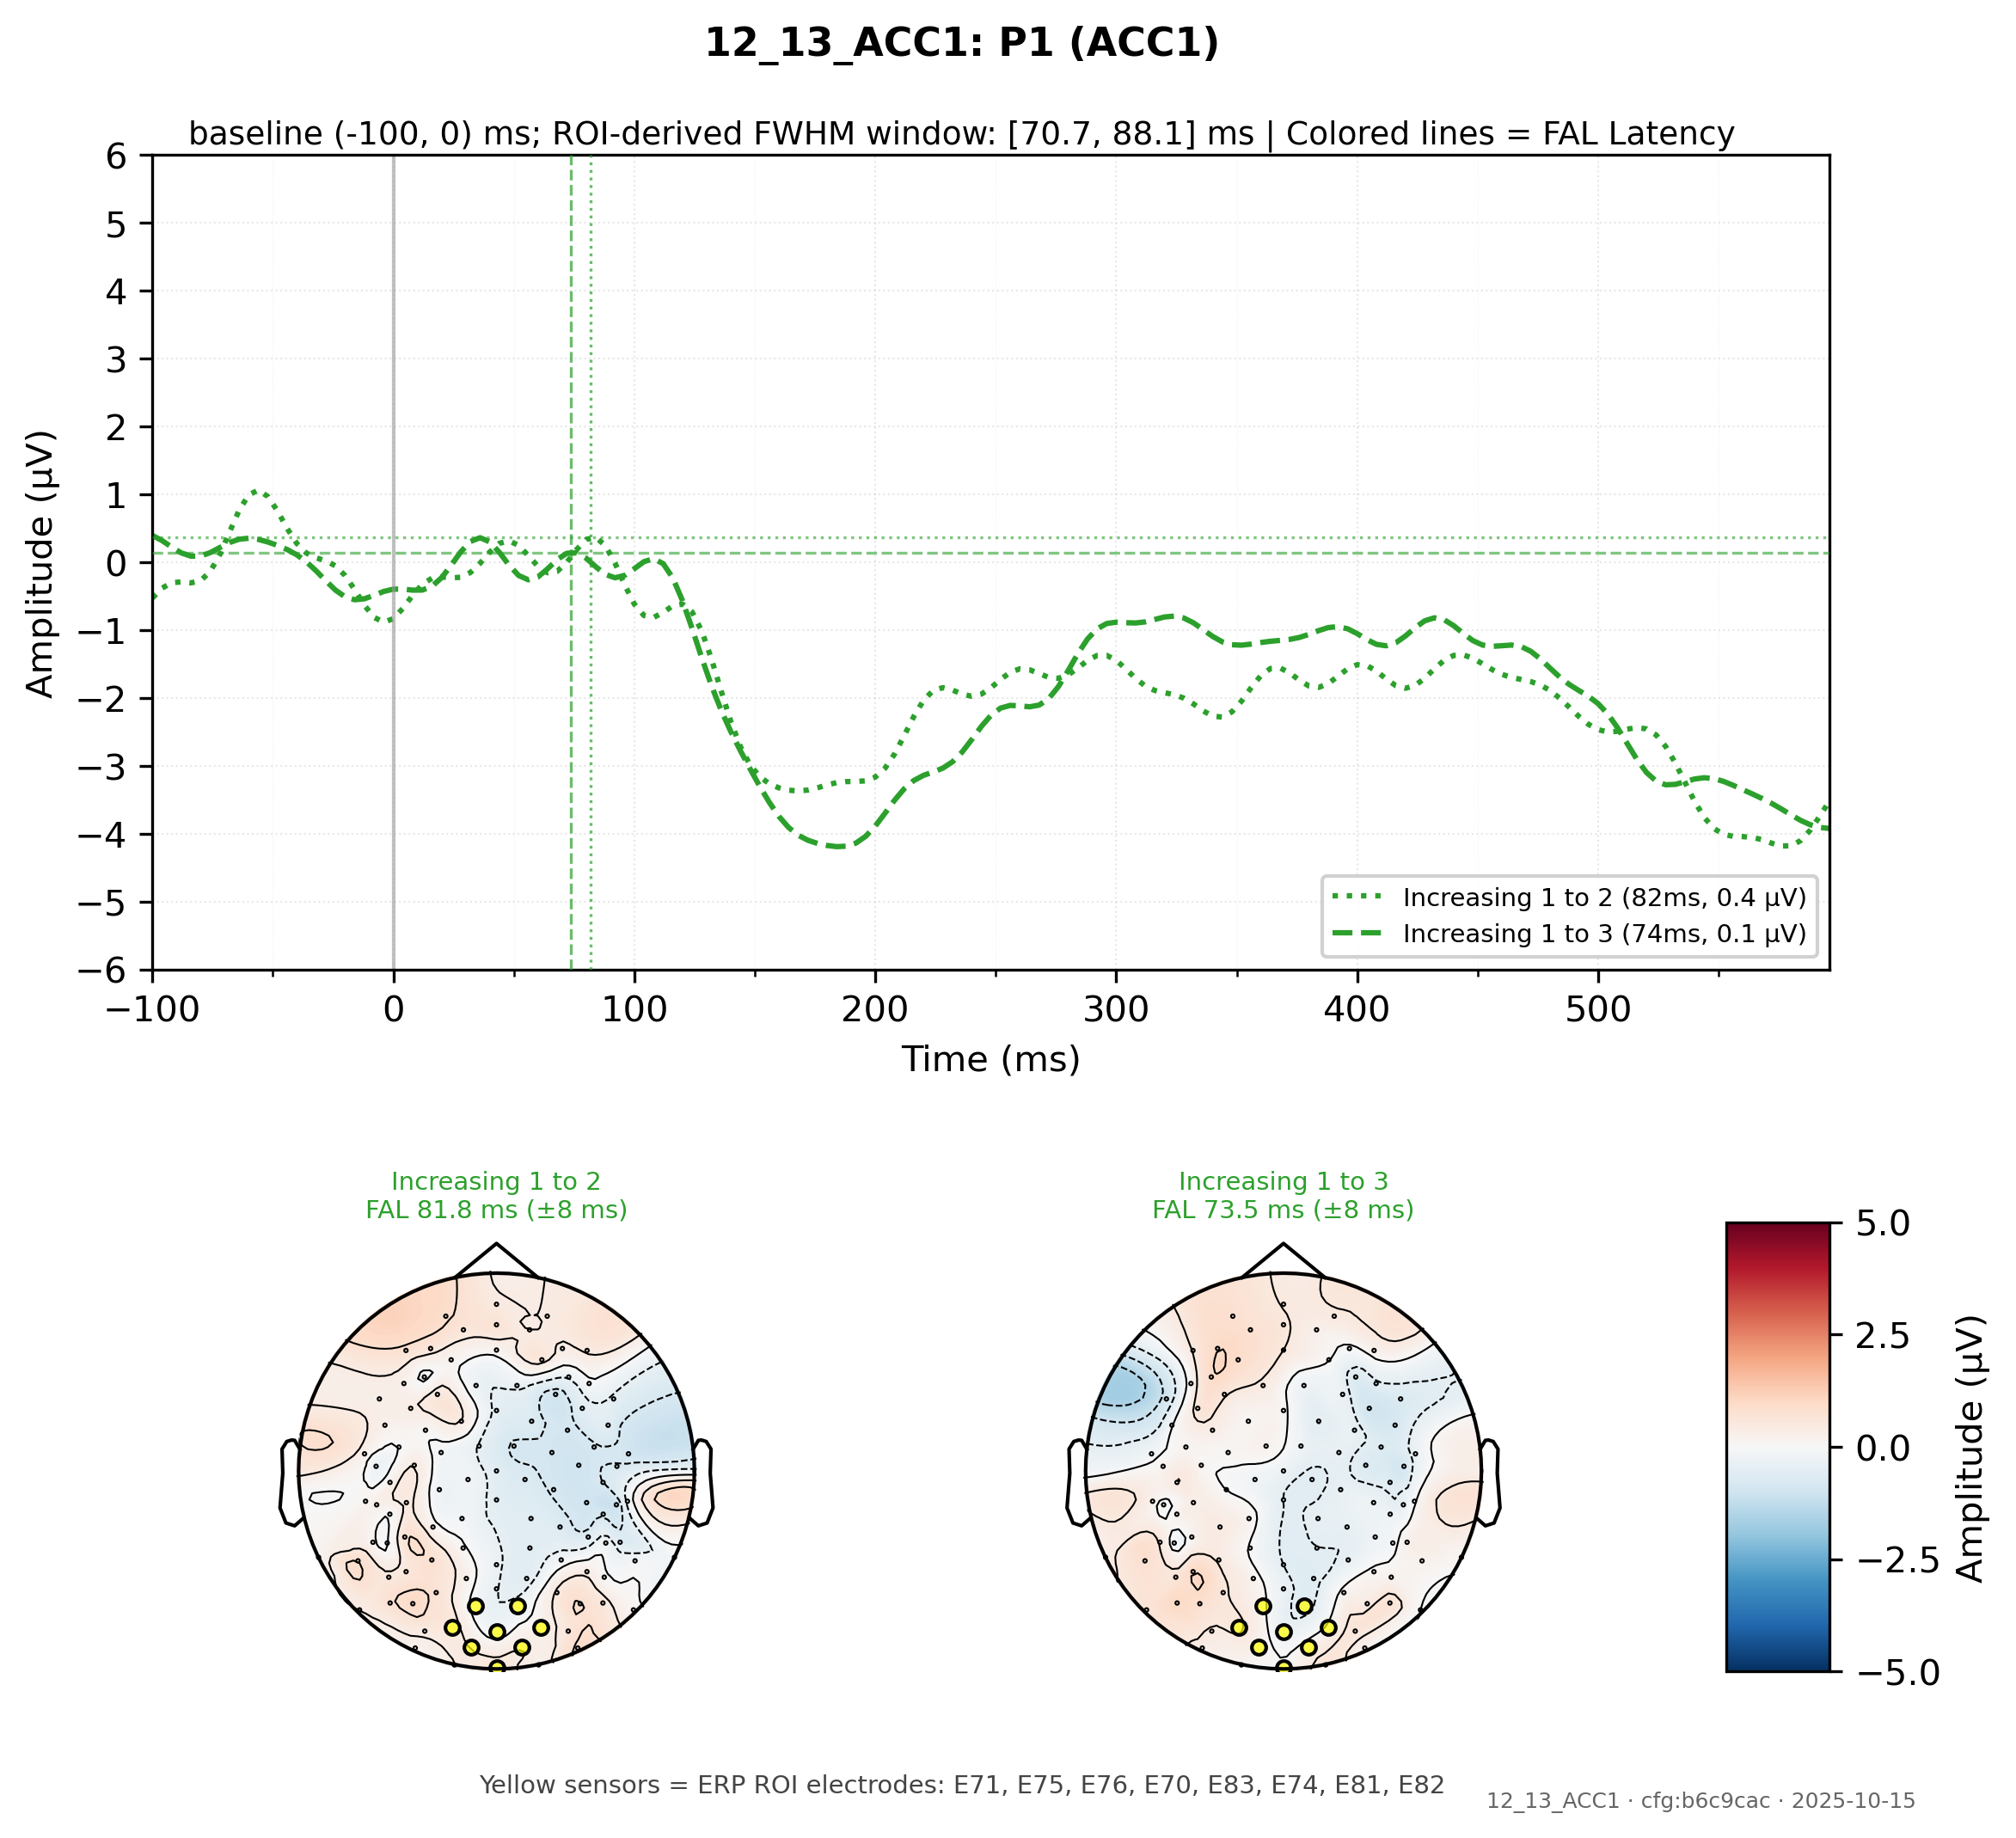 12_13_ACC1: P1 (ACC1)
baseline (-100, 0) ms; ROI-derived FWHM window: [70.7, 88.1] ms | Colored lines = FAL Latency
6
5
4
3
2
1
0
−1
−2
−3
−4
−5
−6
Amplitude (µV)
Increasing 1 to 2 (82ms, 0.4 µV)
Increasing 1 to 3 (74ms, 0.1 µV)
−100 0 100 200 300 400 500
Time (ms)
Increasing 1 to 2
FAL 81.8 ms (±8 ms)
Increasing 1 to 3
FAL 73.5 ms (±8 ms)
5.0
2.5
0.0
−2.5
−5.0
Amplitude (µV)
Yellow sensors = ERP ROI electrodes: E71, E75, E76, E70, E83, E74, E81, E82
12_13_ACC1 · cfg:b6c9cac · 2025-10-15